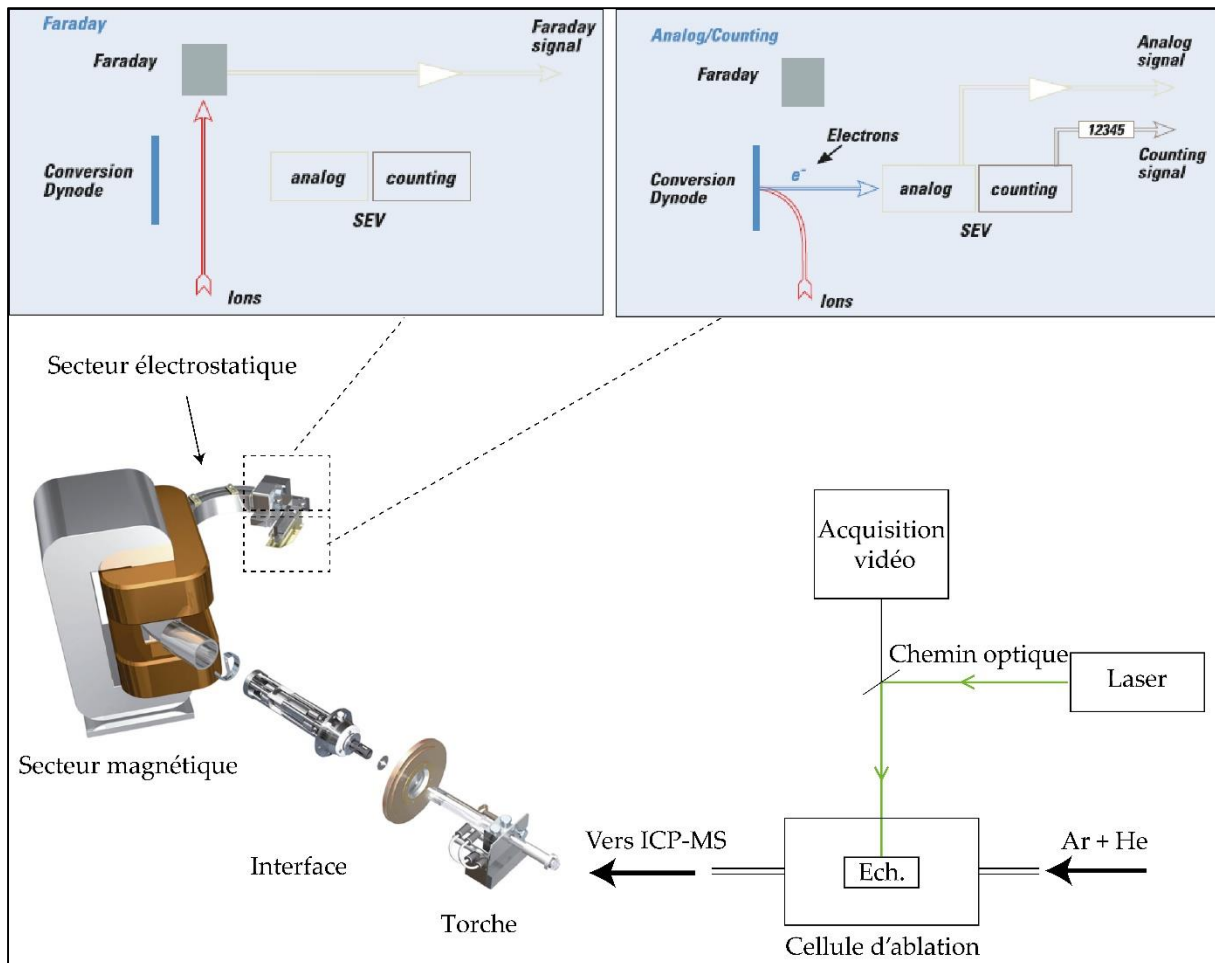 Faraday
Faraday
signal
Faraday
Conversion
Dynode
analog
counting
SEV
Ions
Analog/Counting
Analog
signal
Faraday
Electrons
12345
Counting
signal
Conversion
Dynode
e-
analog
counting
SEV
Ions
Secteur électrostatique
Acquisition
vidéo
Chemin optique
Laser
Secteur magnétique
Vers ICP-MS
Ar + He
Interface
Ech.
Torche
Cellule d'ablation